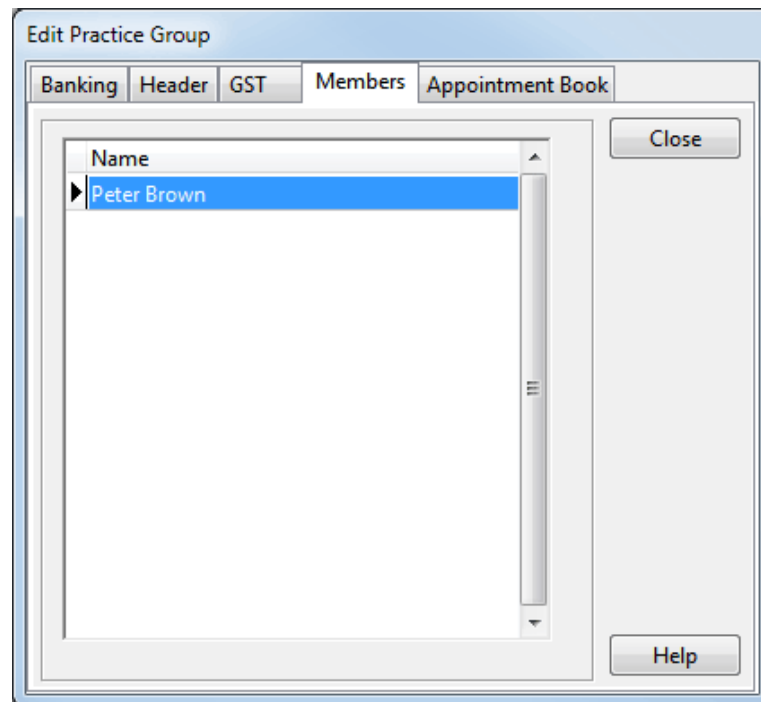 Edit Practice Group
Banking Header GST Members Appointment Book
Close
Name
Peter Brown
Help